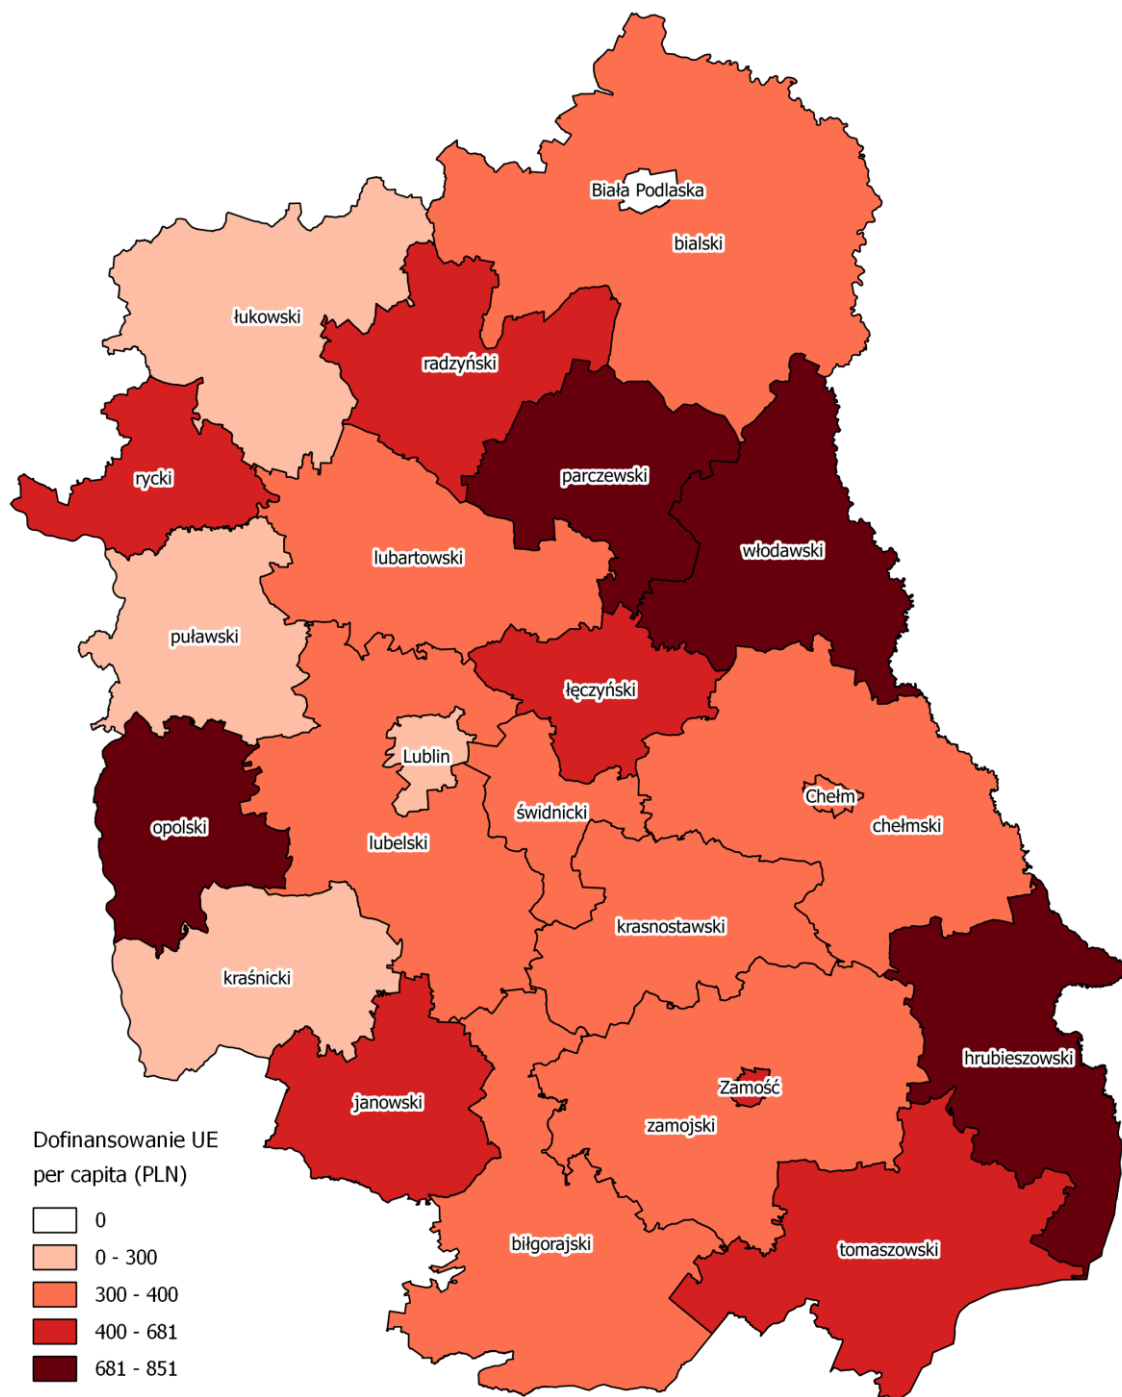 Biała Podlaska
bialski
łukowski
radzyński
rycki
parczewski
włodawski
lubartowski
puławski
łęczyński
Lublin
Chełm
świdnicki
opolski
chełmski
lubelski
krasnostawski
kraśnicki
hrubieszowski
Zamość
janowski
zamojski
biłgorajski
tomaszowski
Dofinansowanie UE
per capita (PLN)
0
0 - 300
300 - 400
400 - 681
681 - 851